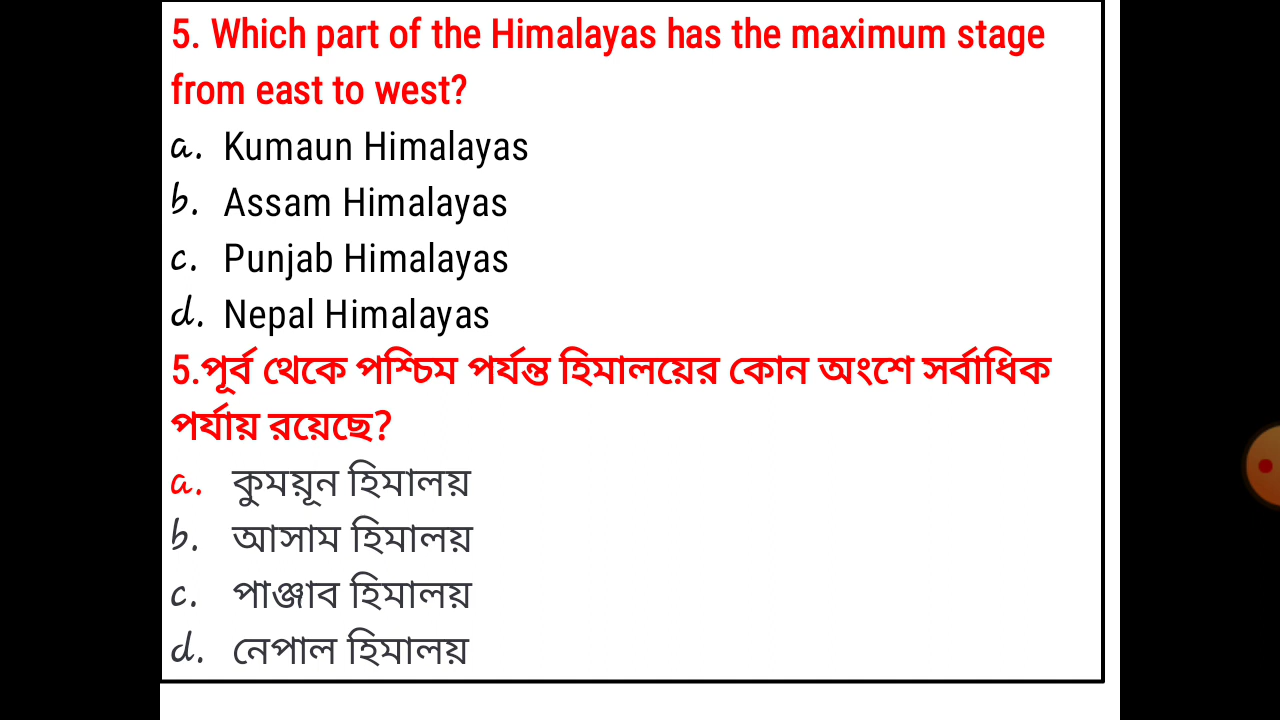 5. Which part of the Himalayas has the maximum stage
from east to west?
a. Kumaun Himalayas
b. Assam Himalayas
c. Punjab Himalayas
d. Nepal Himalayas
5.পূর্ব থেকে পশ্চিম পর্যন্ত হিমালয়ের কোন অংশে সর্বাধিক
পর্যায় রয়েছে?
a. কুময়ূন হিমালয়
b. আসাম হিমালয়
c. পাঞ্জাব হিমালয়
d. নেপাল হিমালয়